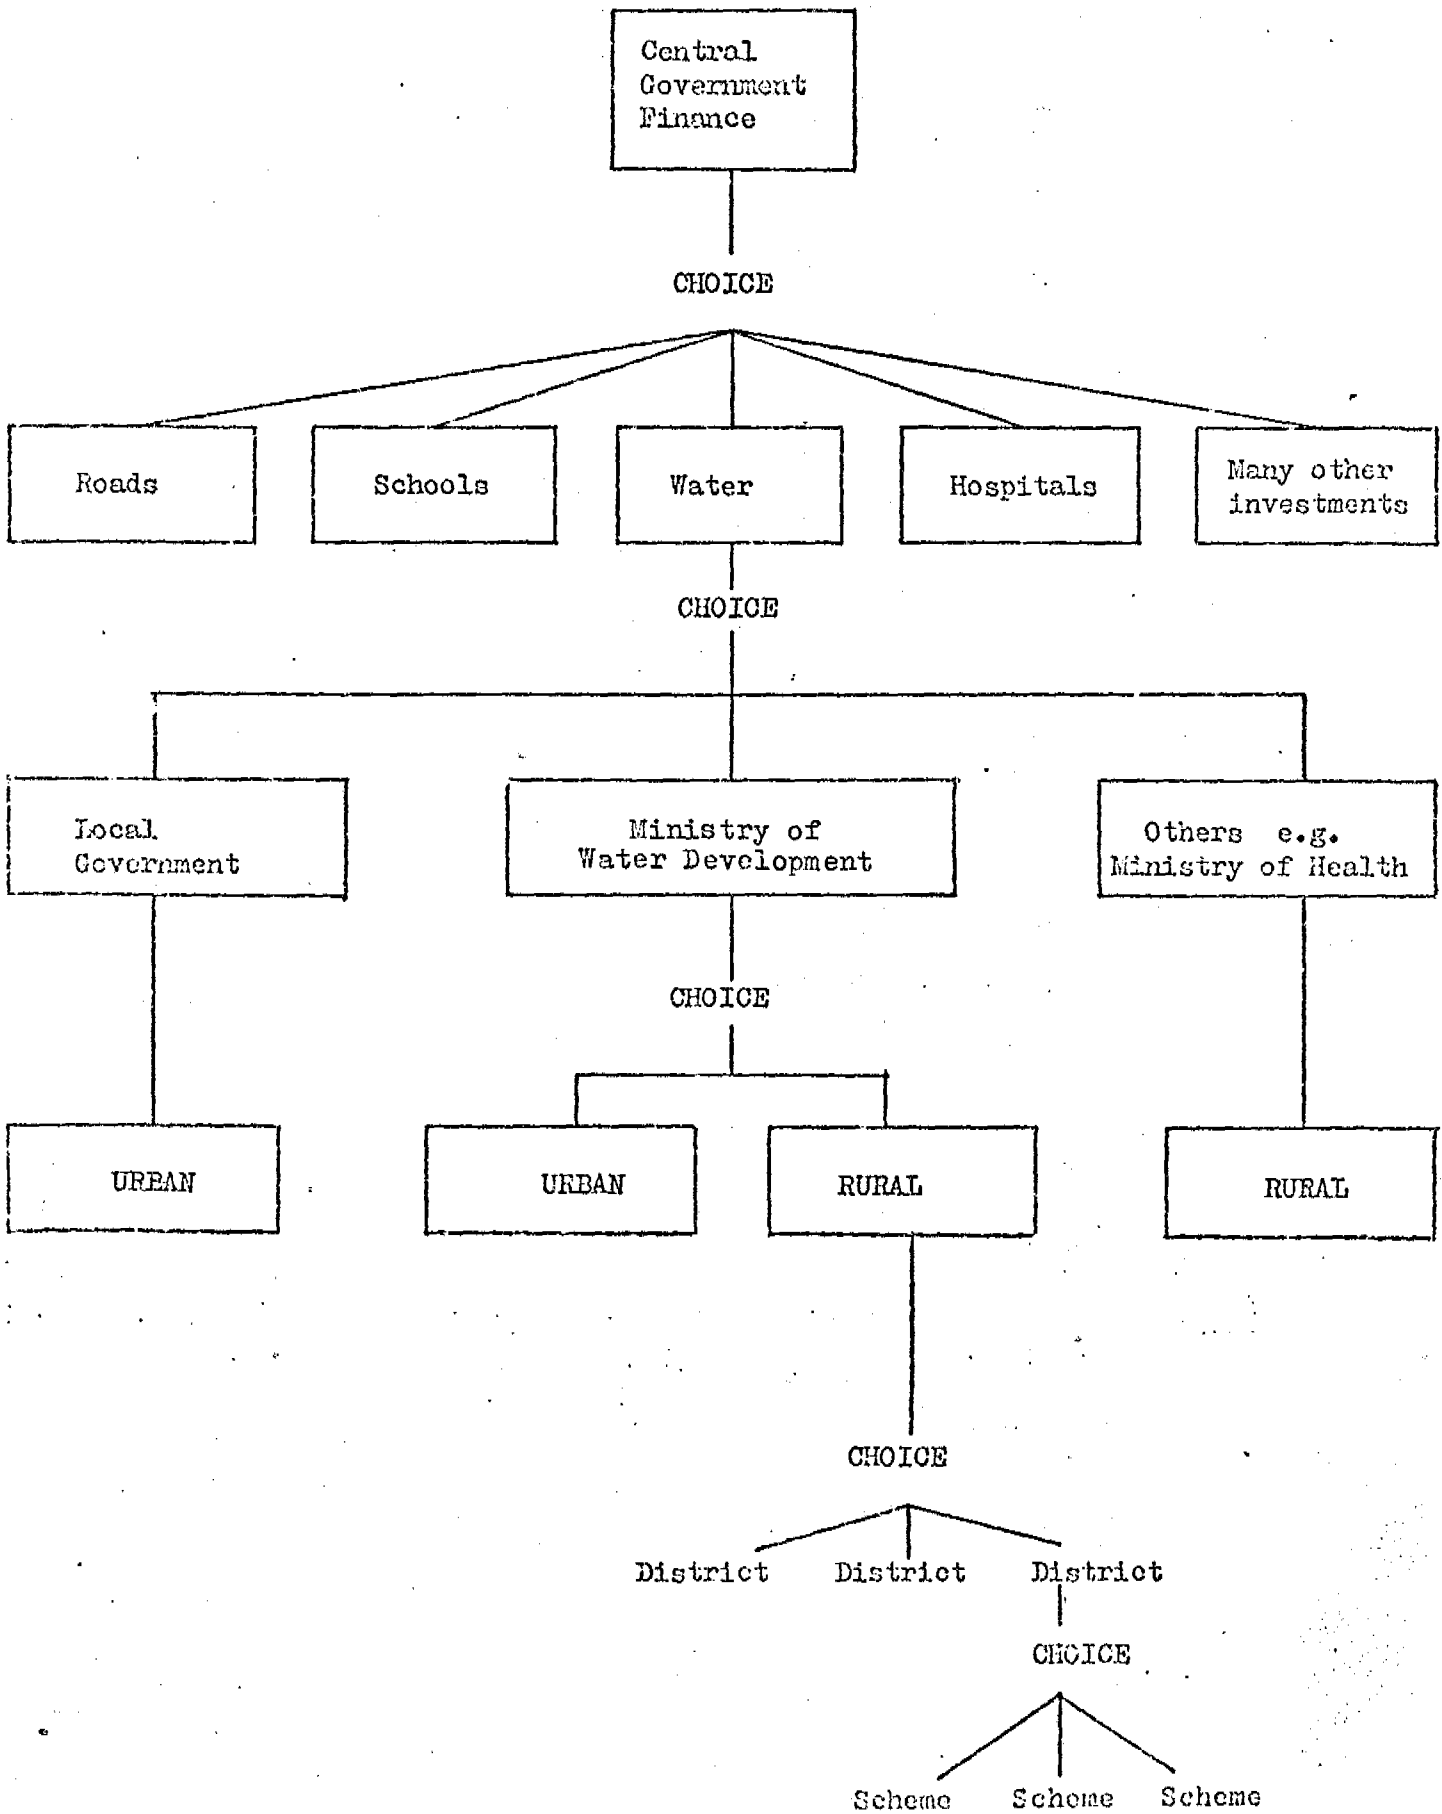 Central
Government
Finance
CHOICE
Roads
Schools
Water
Hospitals
Many other
investments
CHOICE
Local
Government
Ministry of
Water Development
Others e.g.
Ministry of Health
CHOICE
URBAN
URBAN
RURAL
RURAL
CHOICE
District District District
CHOICE
Scheme Scheme Scheme